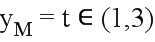 y_M = t ∈ (1,3)